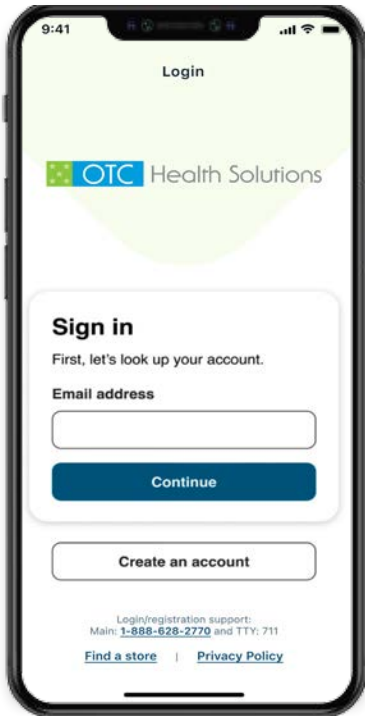 9:41
Login
OTC Health Solutions
Sign in
First, let's look up your account.
Email address
Continue
Create an account
Login/registration support:
Main: 1-888-628-2770 and TTY: 711
Find a store | Privacy Policy